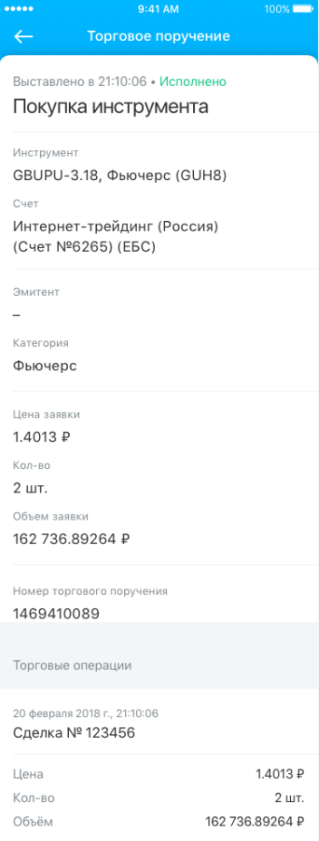 9:41 AM
100%
Торговое поручение
Выставлено в 21:10:06 • Исполнено
Покупка инструмента
Инструмент
GBUPU-3.18, Фьючерс (GUH8)
Счет
Интернет-трейдинг (Россия)
(Счет №6265) (ЕБС)
Эмитент
–
Категория
Фьючерс
Цена заявки
1.4013 ₽
Кол-во
2 шт.
Объем заявки
162 736.89264 ₽
Номер торгового поручения
1469410089
Торговые операции
20 февраля 2018 г., 21:10:06
Сделка № 123456
Цена 1.4013 ₽
Кол-во 2 шт.
Объём 162 736.89264 ₽